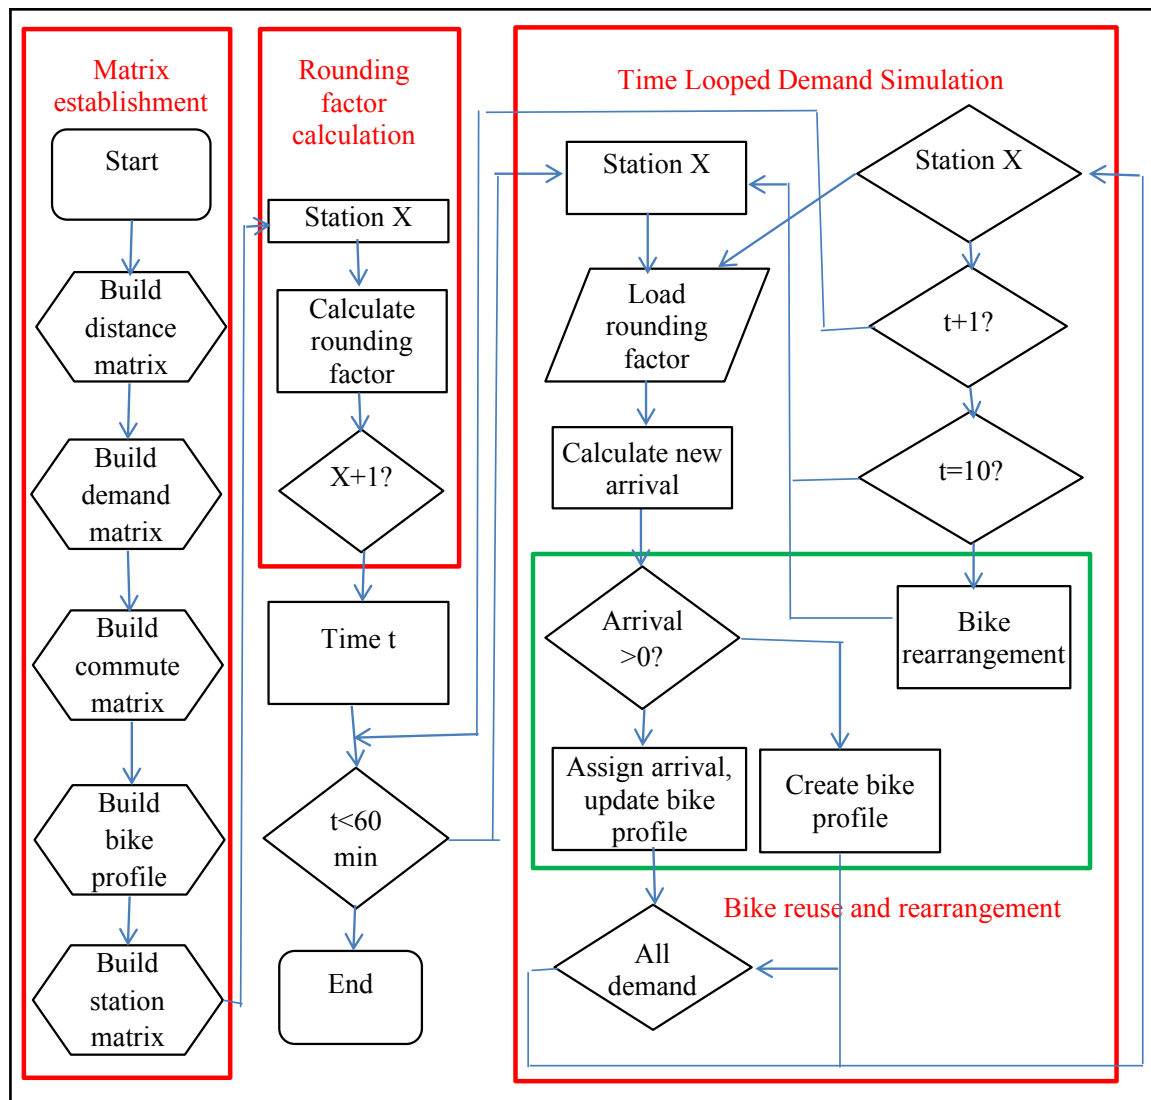 Matrix
establishment
Start
Build
distance
matrix
Build
demand
matrix
Build
commute
matrix
Build
bike
profile
Build
station
matrix
Rounding
factor
calculation
Station X
Calculate
rounding
factor
X+1?
Time t
t<60
min
End
Time Looped Demand Simulation
Station X
Load
rounding
factor
Calculate new
arrival
Arrival
>0?
Assign arrival,
update bike
profile
Create bike
profile
All
demand
Station X
t+1?
t=10?
Bike
rearrangement
Bike reuse and rearrangement